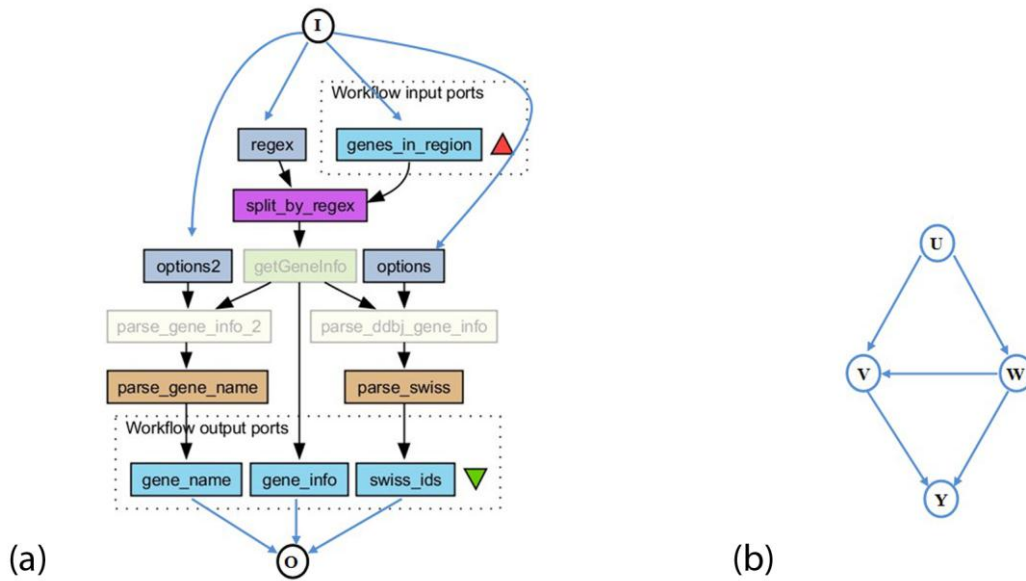 I
Workflow input ports
regex
genes_in_region
split_by_regex
options2
getGeneInfo
options
parse_gene_info_2
parse_ddbj_gene_info
parse_gene_name
parse_swiss
Workflow output ports
gene_name
gene_info
swiss_ids
O
(a)
U
V
W
Y
(b)